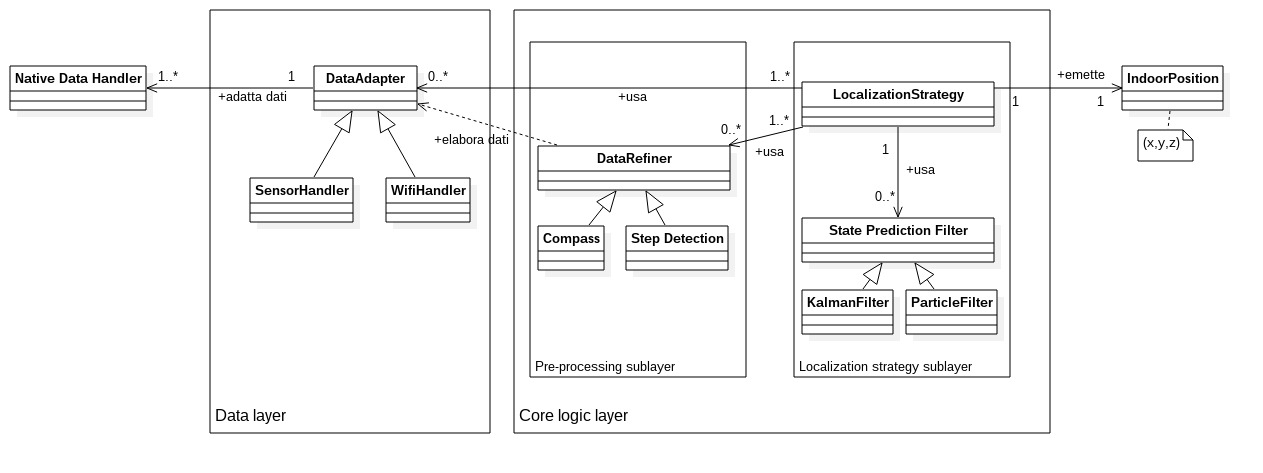 Native Data Handler
1..*
1
+adatta dati
DataAdapter
0..*
1..*
+usa
+elabora dati
SensorHandler
WifiHandler
Data layer
DataRefiner
0..*
1..*
+usa
Compass
Step Detection
Pre-processing sublayer
LocalizationStrategy
1
+usa
0..*
State Prediction Filter
KalmanFilter
ParticleFilter
Localization strategy sublayer
Core logic layer
+emette
1
1
IndoorPosition
(x,y,z)